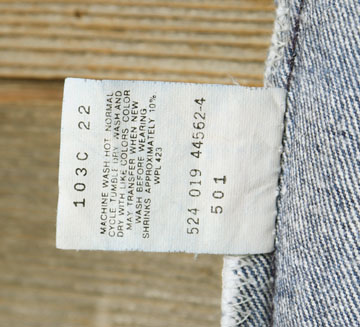 103C 22
MACHINE WASH HOT, NORMAL
CYCLE TUMBLE DRY. WASH AND
DRY WITH LIKE COLORS COLOR
MAY TRANSFER WHEN NEW
WASH BEFORE WEARING
SHRINKS APPROXIMATELY 10%
WPL 423
524 019 44562-4
501